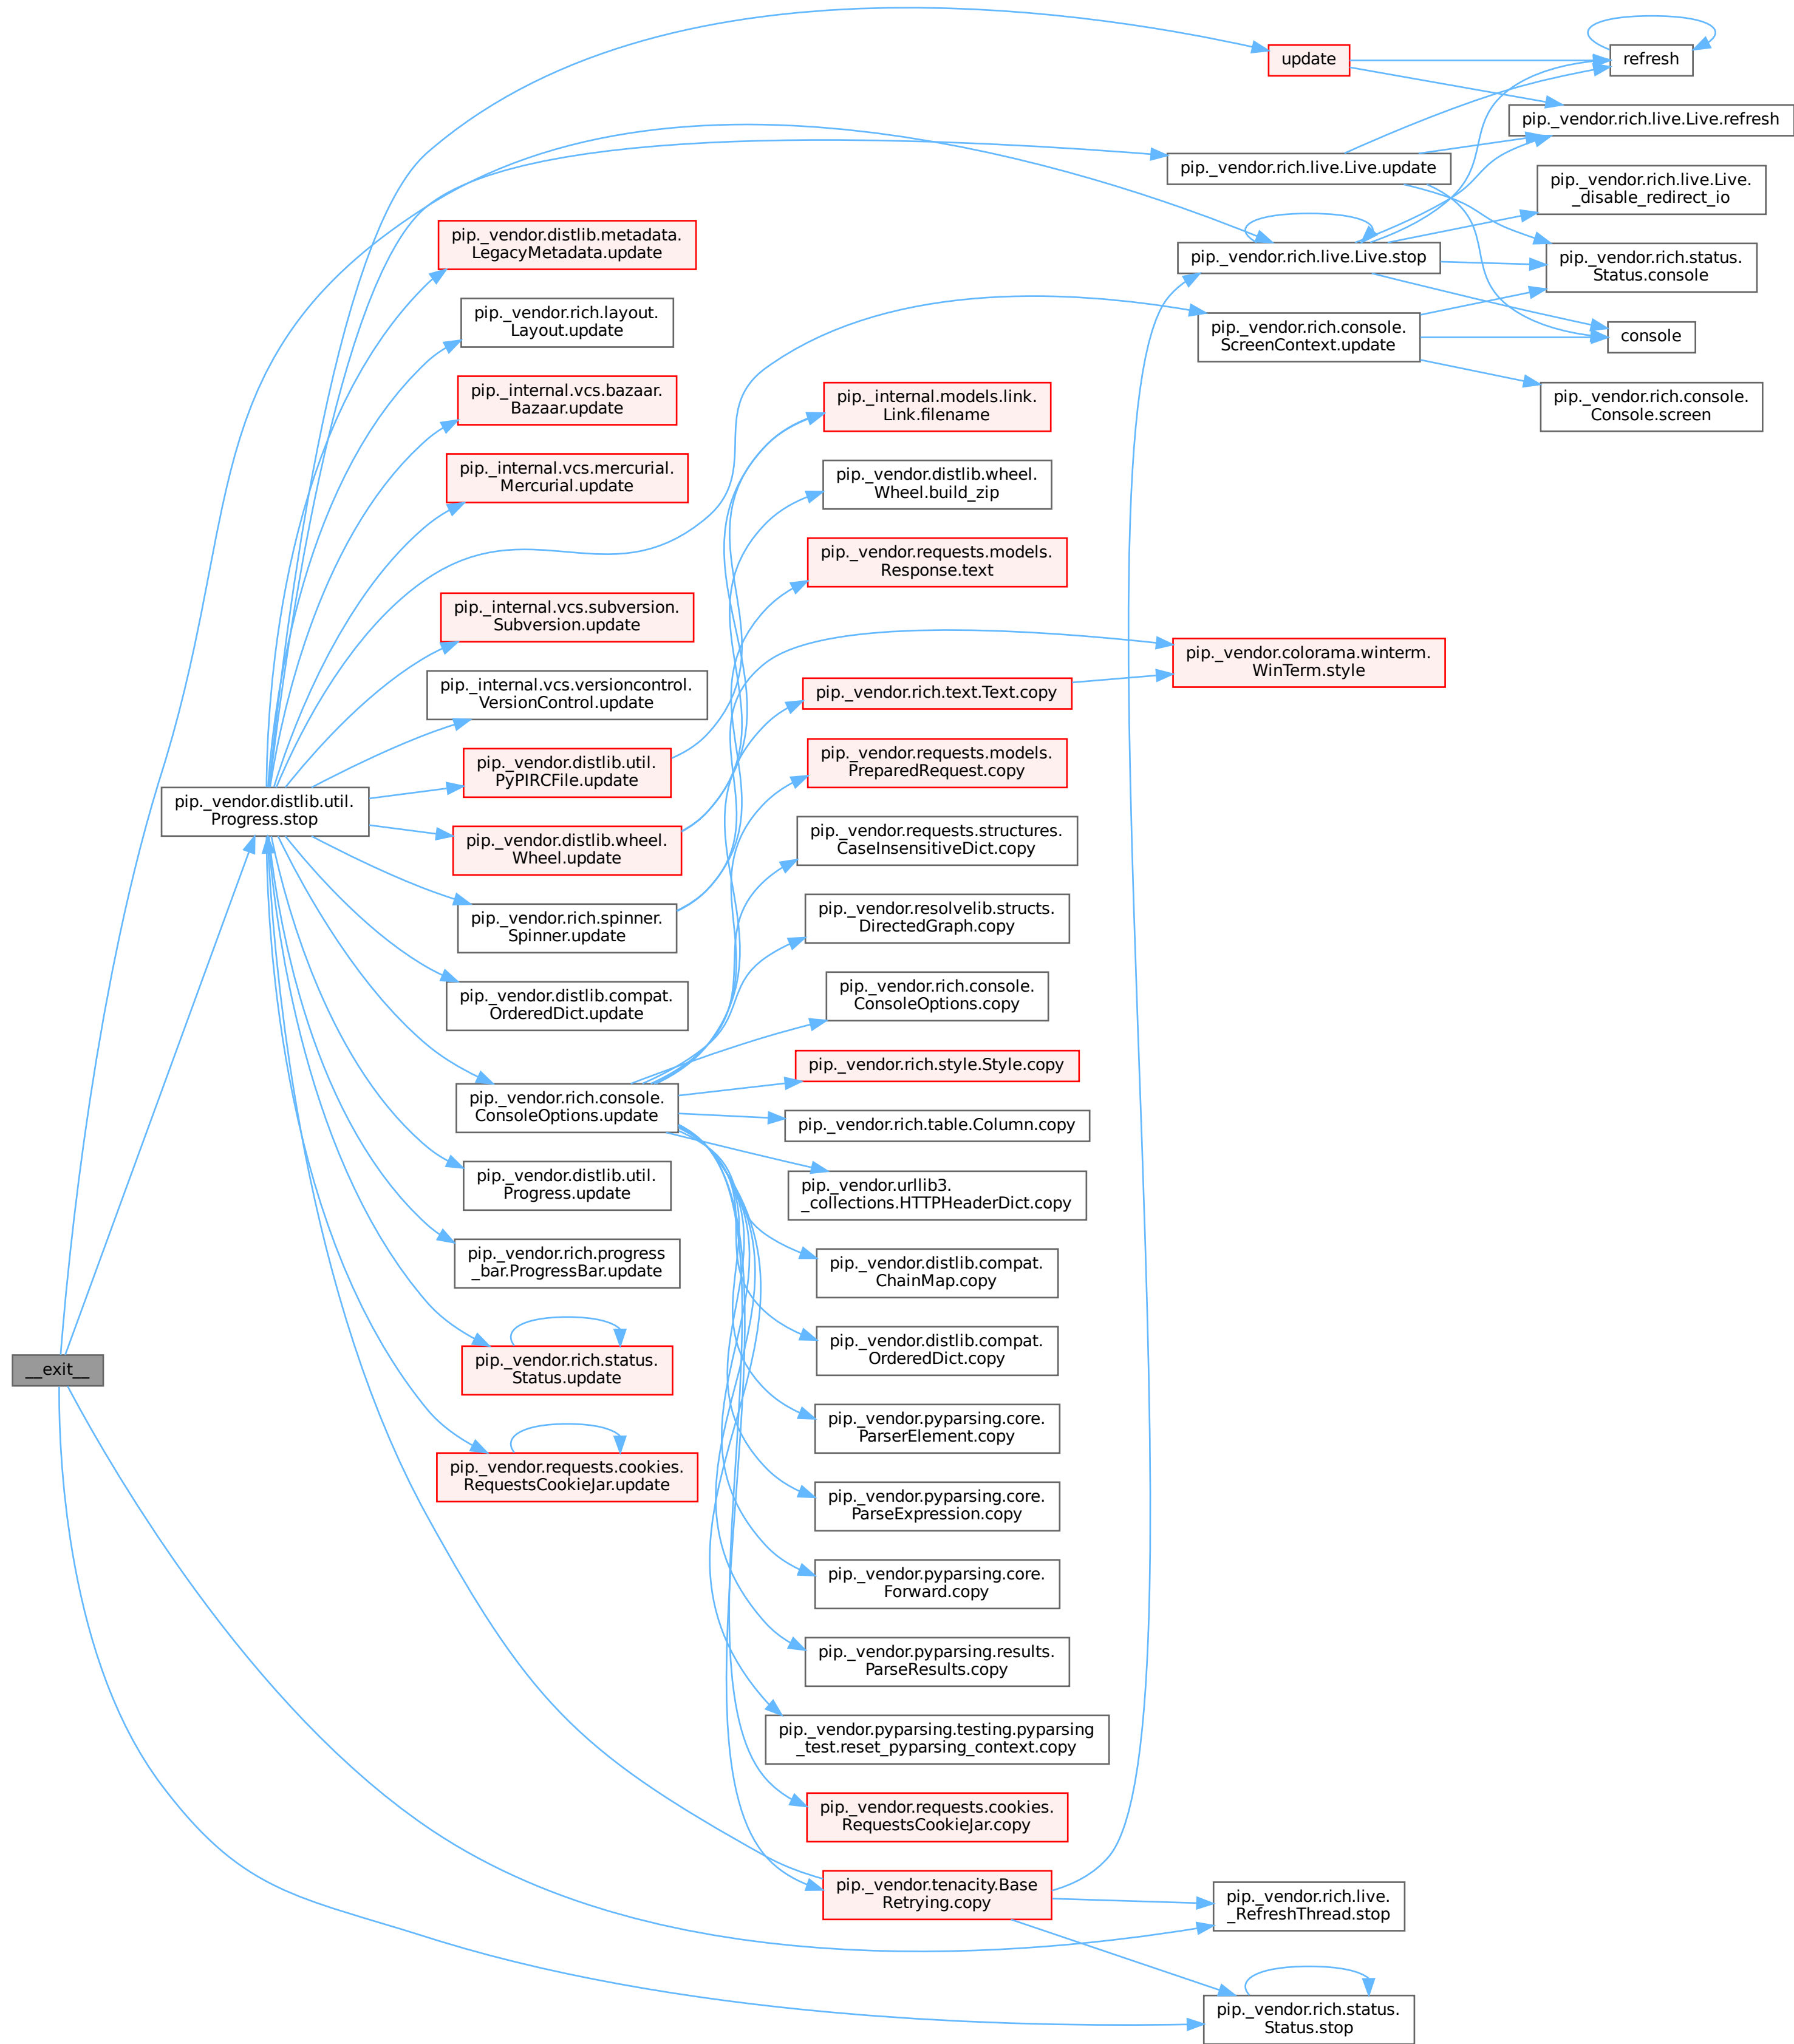 __exit__
pip._vendor.distlib.util.
Progress.stop
pip._vendor.distlib.metadata.
LegacyMetadata.update
pip._vendor.rich.layout.
Layout.update
pip._internal.vcs.bazaar.
Bazaar.update
pip._internal.vcs.mercurial.
Mercurial.update
pip._internal.vcs.subversion.
Subversion.update
pip._internal.vcs.versioncontrol.
VersionControl.update
pip._vendor.distlib.util.
PyPIRCFile.update
pip._vendor.distlib.wheel.
Wheel.update
pip._vendor.rich.spinner.
Spinner.update
pip._vendor.distlib.compat.
OrderedDict.update
pip._vendor.rich.console.
ConsoleOptions.update
pip._vendor.distlib.util.
Progress.update
pip._vendor.rich.progress
_bar.ProgressBar.update
pip._vendor.rich.status.
Status.update
pip._vendor.requests.cookies.
RequestsCookieJar.update
pip._internal.models.link.
Link.filename
pip._vendor.distlib.wheel.
Wheel.build_zip
pip._vendor.requests.models.
Response.text
pip._vendor.rich.text.Text.copy
pip._vendor.requests.models.
PreparedRequest.copy
pip._vendor.requests.structures.
CaseInsensitiveDict.copy
pip._vendor.resolvelib.structs.
DirectedGraph.copy
pip._vendor.rich.console.
ConsoleOptions.copy
pip._vendor.rich.style.Style.copy
pip._vendor.rich.table.Column.copy
pip._vendor.urllib3.
_collections.HTTPHeaderDict.copy
pip._vendor.distlib.compat.
ChainMap.copy
pip._vendor.distlib.compat.
OrderedDict.copy
pip._vendor.pyparsing.core.
ParserElement.copy
pip._vendor.pyparsing.core.
ParseExpression.copy
pip._vendor.pyparsing.core.
Forward.copy
pip._vendor.pyparsing.results.
ParseResults.copy
pip._vendor.pyparsing.testing.pyparsing
_test.reset_pyparsing_context.copy
pip._vendor.requests.cookies.
RequestsCookieJar.copy
pip._vendor.tenacity.Base
Retrying.copy
update
pip._vendor.rich.live.Live.update
pip._vendor.rich.live.Live.stop
pip._vendor.rich.console.
ScreenContext.update
pip._vendor.colorama.winterm.
WinTerm.style
pip._vendor.rich.live.
_RefreshThread.stop
pip._vendor.rich.status.
Status.stop
refresh
pip._vendor.rich.live.Live.refresh
pip._vendor.rich.live.Live.
_disable_redirect_io
pip._vendor.rich.status.
Status.console
console
pip._vendor.rich.console.
Console.screen